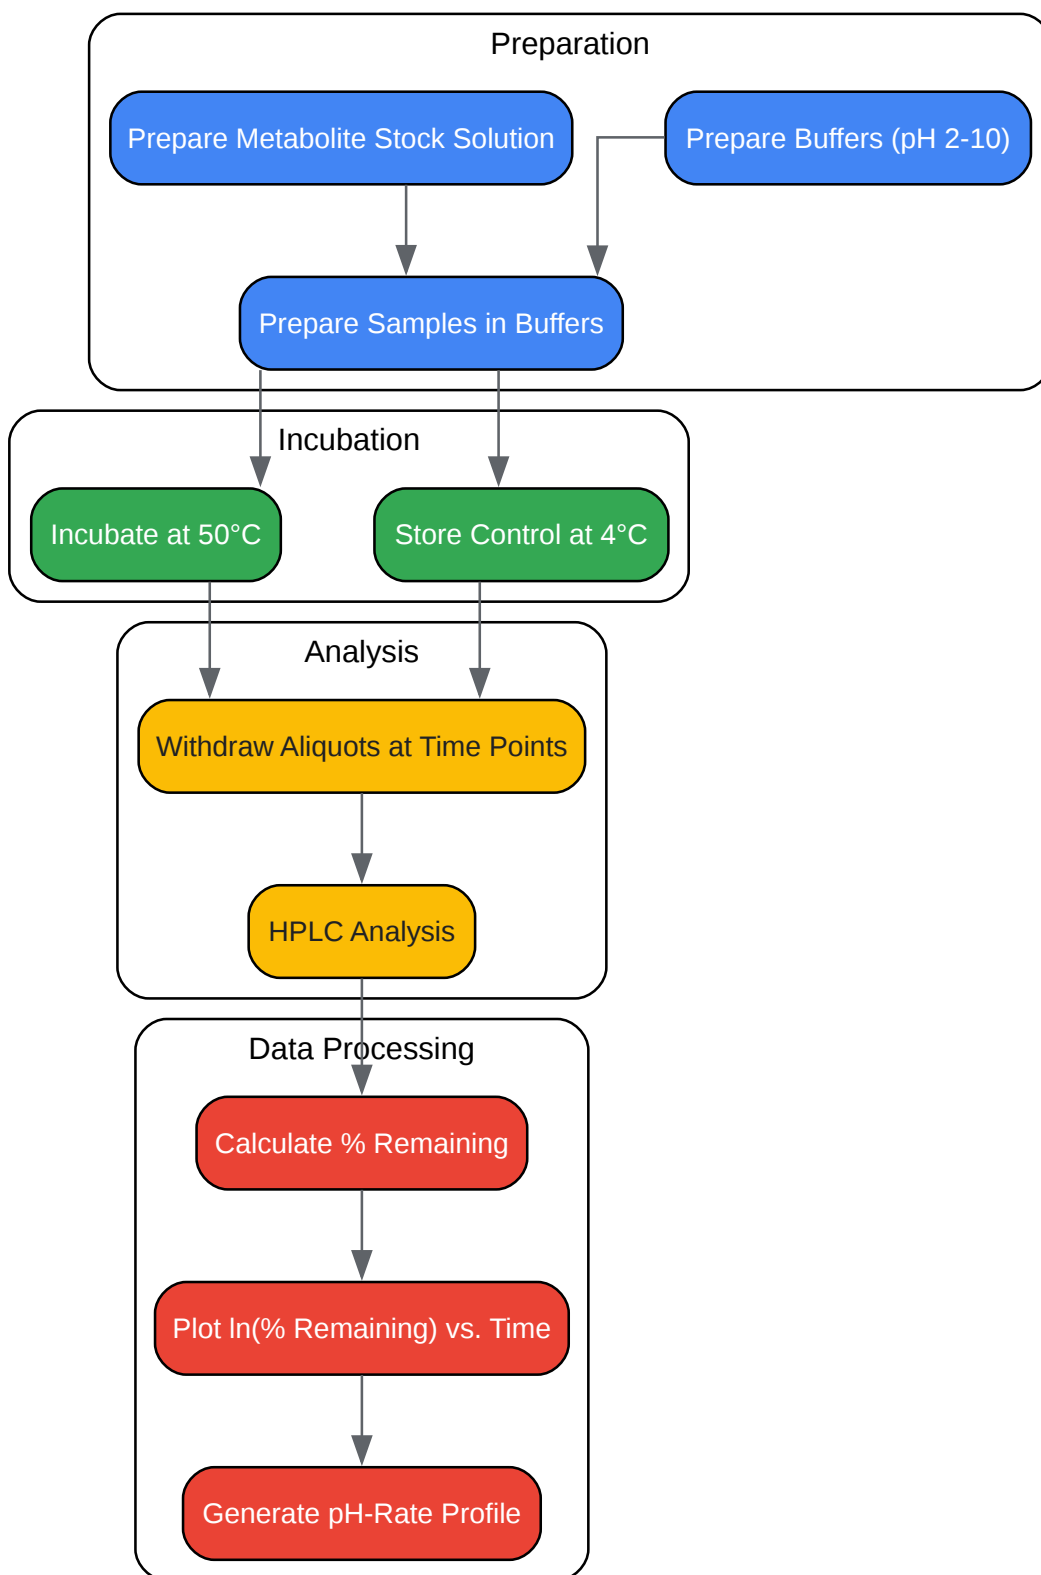 Preparation
Prepare Metabolite Stock Solution
Prepare Buffers (pH 2-10)
Prepare Samples in Buffers
Incubation
Incubate at 50°C
Store Control at 4°C
Analysis
Withdraw Aliquots at Time Points
HPLC Analysis
Data Processing
Calculate % Remaining
Plot ln(% Remaining) vs. Time
Generate pH-Rate Profile